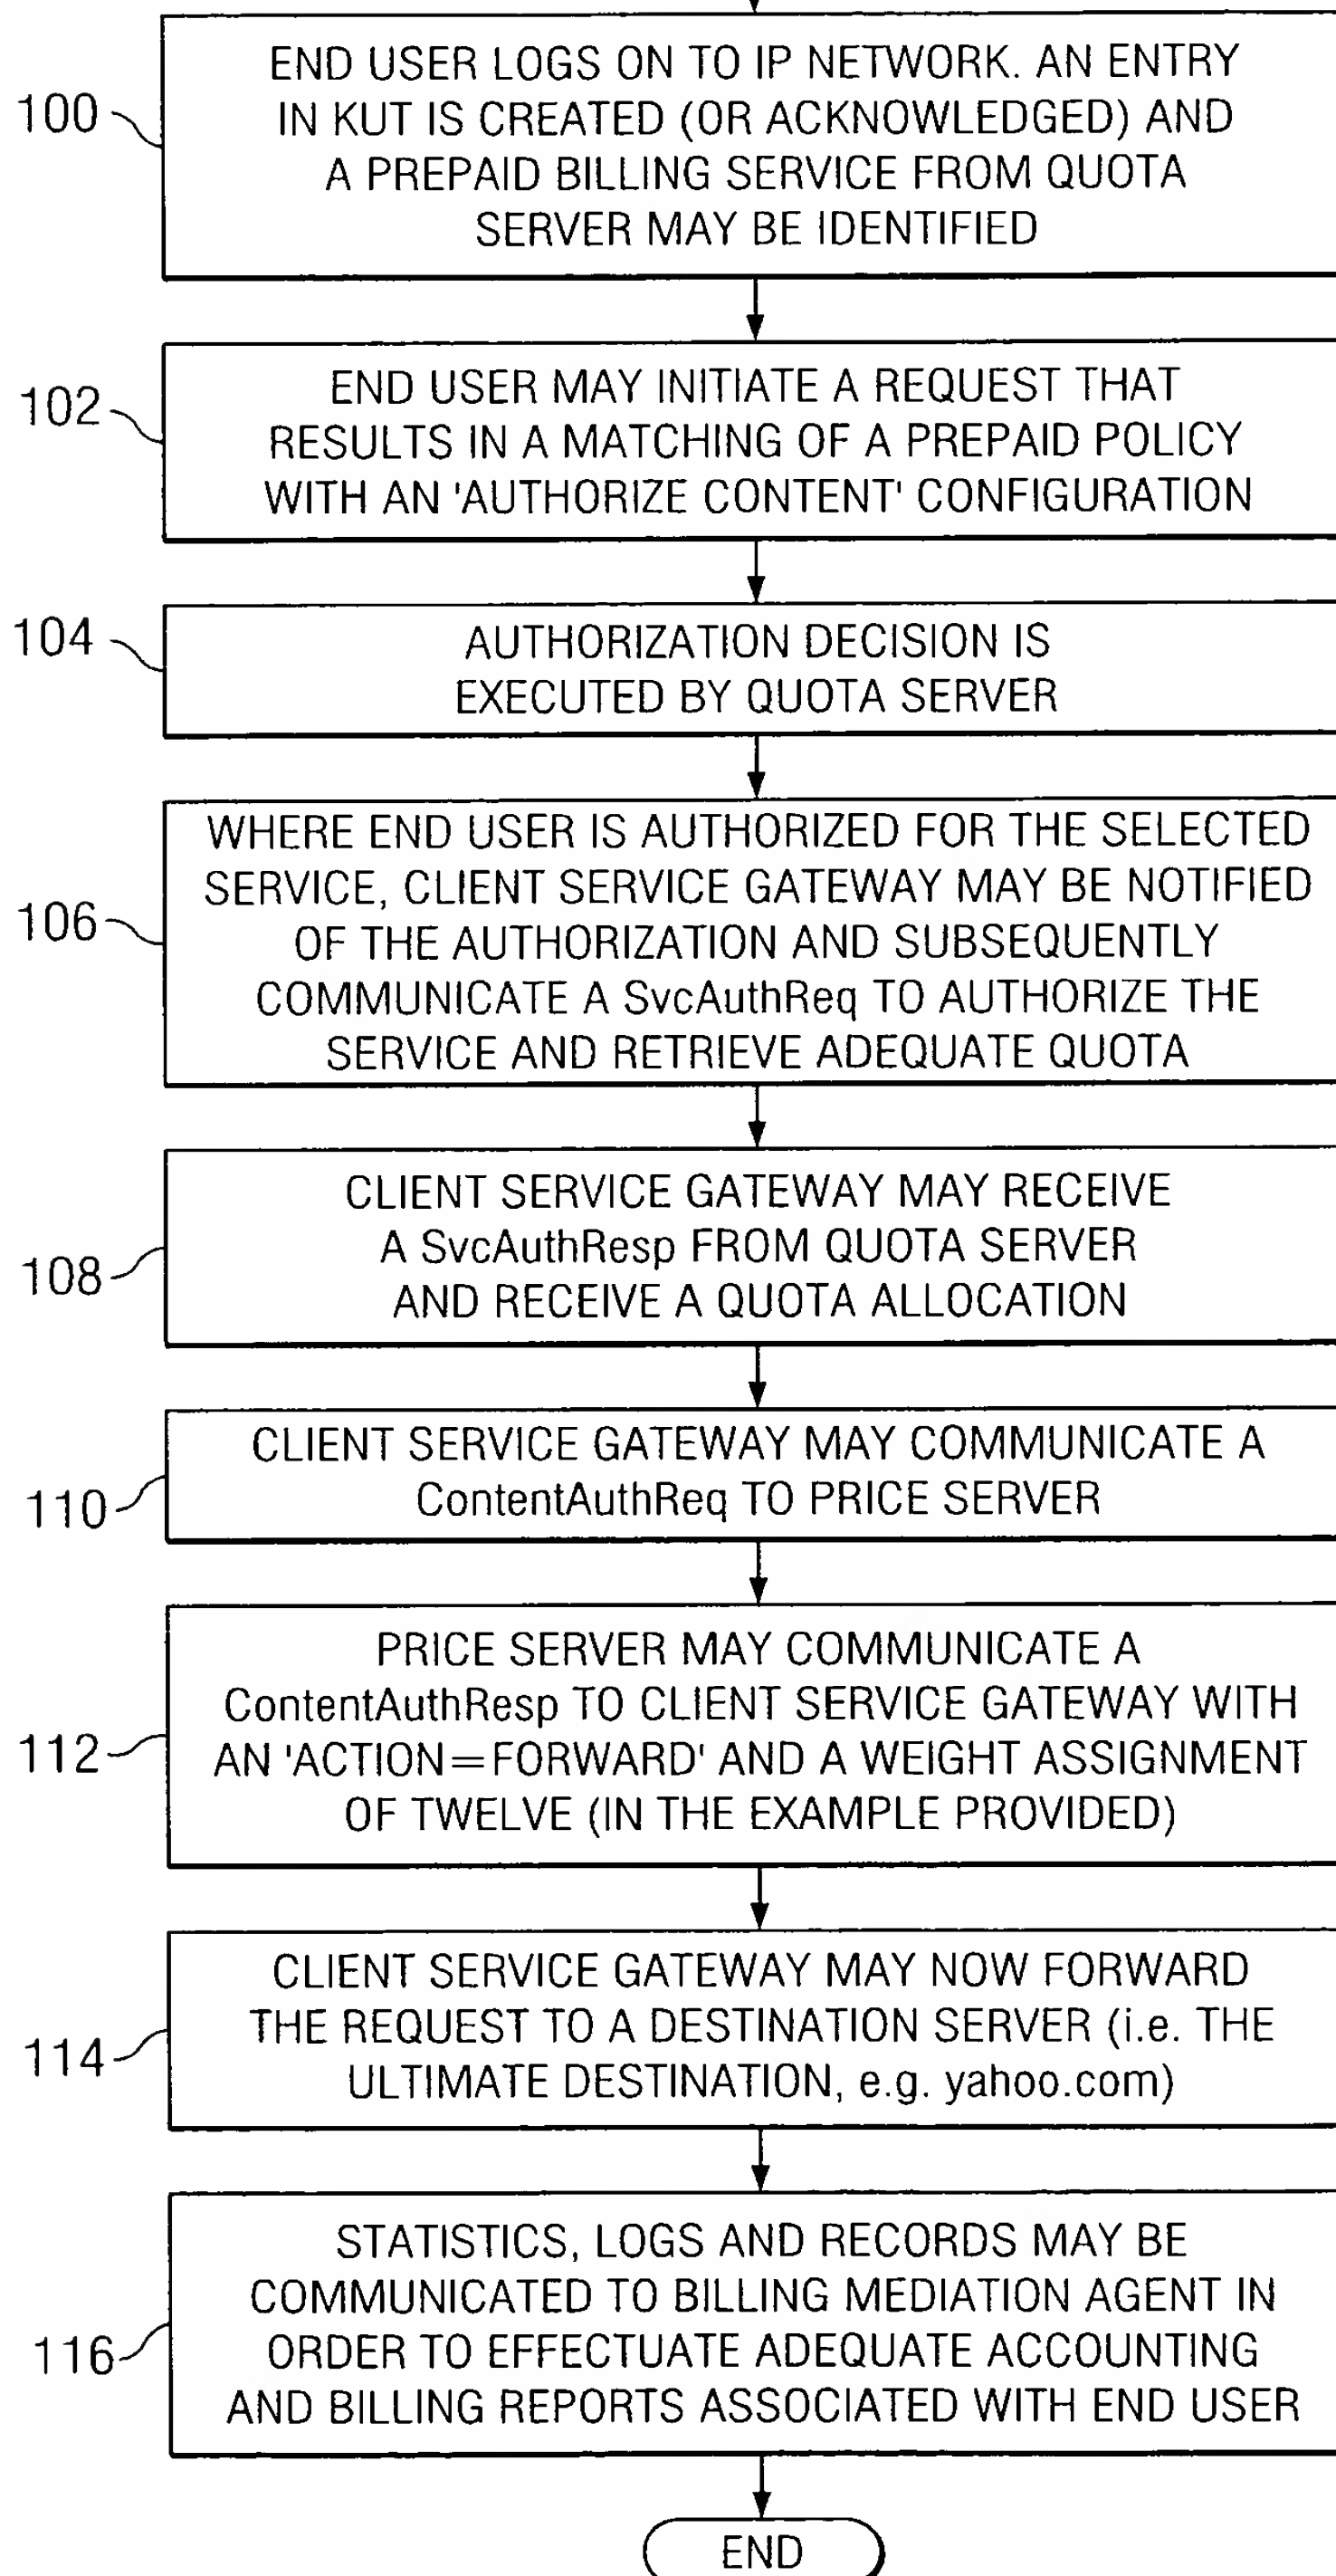 100
END USER LOGS ON TO IP NETWORK. AN ENTRY
IN KUT IS CREATED (OR ACKNOWLEDGED) AND
A PREPAID BILLING SERVICE FROM QUOTA
SERVER MAY BE IDENTIFIED
102
END USER MAY INITIATE A REQUEST THAT
RESULTS IN A MATCHING OF A PREPAID POLICY
WITH AN 'AUTHORIZE CONTENT' CONFIGURATION
104
AUTHORIZATION DECISION IS
EXECUTED BY QUOTA SERVER
106
WHERE END USER IS AUTHORIZED FOR THE SELECTED
SERVICE, CLIENT SERVICE GATEWAY MAY BE NOTIFIED
OF THE AUTHORIZATION AND SUBSEQUENTLY
COMMUNICATE A SvcAuthReq TO AUTHORIZE THE
SERVICE AND RETRIEVE ADEQUATE QUOTA
108
CLIENT SERVICE GATEWAY MAY RECEIVE
A SvcAuthResp FROM QUOTA SERVER
AND RECEIVE A QUOTA ALLOCATION
110
CLIENT SERVICE GATEWAY MAY COMMUNICATE A
ContentAuthReq TO PRICE SERVER
112
PRICE SERVER MAY COMMUNICATE A
ContentAuthResp TO CLIENT SERVICE GATEWAY WITH
AN 'ACTION=FORWARD' AND A WEIGHT ASSIGNMENT
OF TWELVE (IN THE EXAMPLE PROVIDED)
114
CLIENT SERVICE GATEWAY MAY NOW FORWARD
THE REQUEST TO A DESTINATION SERVER (i.e. THE
ULTIMATE DESTINATION, e.g. yahoo.com)
116
STATISTICS, LOGS AND RECORDS MAY BE
COMMUNICATED TO BILLING MEDIATION AGENT IN
ORDER TO EFFECTUATE ADEQUATE ACCOUNTING
AND BILLING REPORTS ASSOCIATED WITH END USER
END